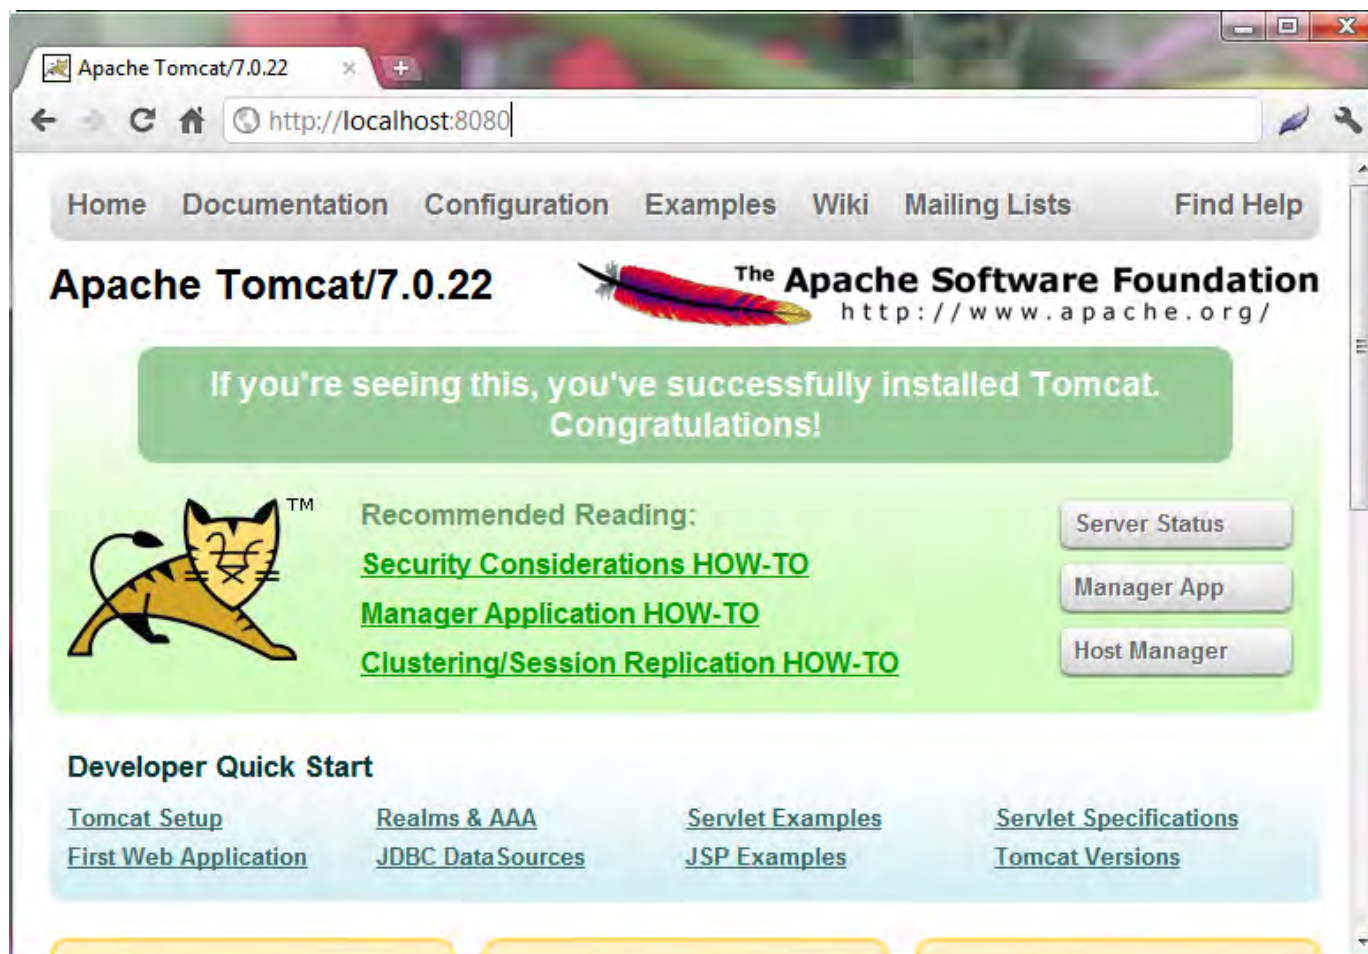 Apache Tomcat/7.0.22
http://localhost:8080
Home Documentation Configuration Examples Wiki Mailing Lists Find Help
Apache Tomcat/7.0.22
The Apache Software Foundation
http://www.apache.org/
If you're seeing this, you've successfully installed Tomcat.
Congratulations!
TM
Recommended Reading:
Security Considerations HOW-TO
Manager Application HOW-TO
Clustering/Session Replication HOW-TO
Server Status
Manager App
Host Manager
Developer Quick Start
Tomcat Setup Realms & AAA Servlet Examples Servlet Specifications
First Web Application JDBC DataSources JSP Examples Tomcat Versions